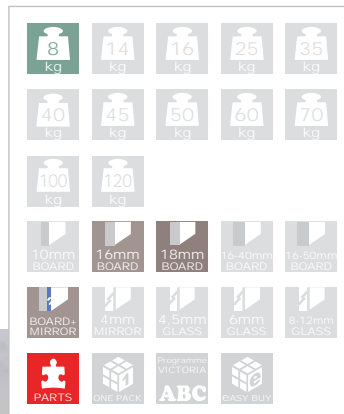 8 14 16 25 35
kg kg kg kg kg
40 45 50 60 70
kg kg kg kg kg
100 120
kg kg
10mm 16mm 18mm 16-40mm 16-50mm
BOARD BOARD BOARD BOARD BOARD
BOARD+ 4mm 4,5mm 6mm 8-12mm
MIRROR MIRROR GLASS GLASS GLASS
Programme
VICTORIA
1 e
PARTS ONE PACK ABC eASY BUY